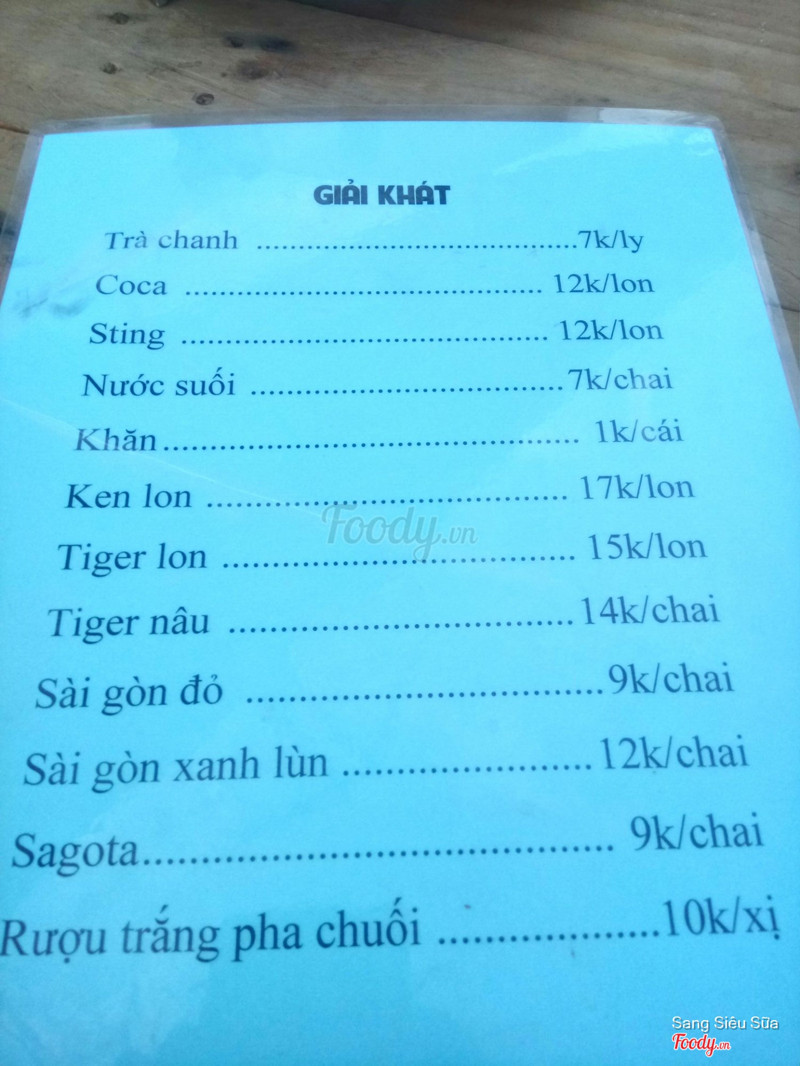 GIẢI KHÁT
Trà chanh ........................................7k/ly
Coca .......................................... 12k/lon
Sting .......................................... 12k/lon
Nước suối ....................................7k/chai
Khăn............................................ 1k/cái
Ken lon ...................................... 17k/lon
Foody.vn
Tiger lon ..................................... 15k/lon
Tiger nâu ...................................14k/chai
Sài gòn đỏ ..................................9k/chai
Sài gòn xanh lùn .......................12k/chai
Sagota.......................................... 9k/chai
Rượu trắng pha chuối ...................10k/xị
Sang Siêu Sữa
Foody.vn